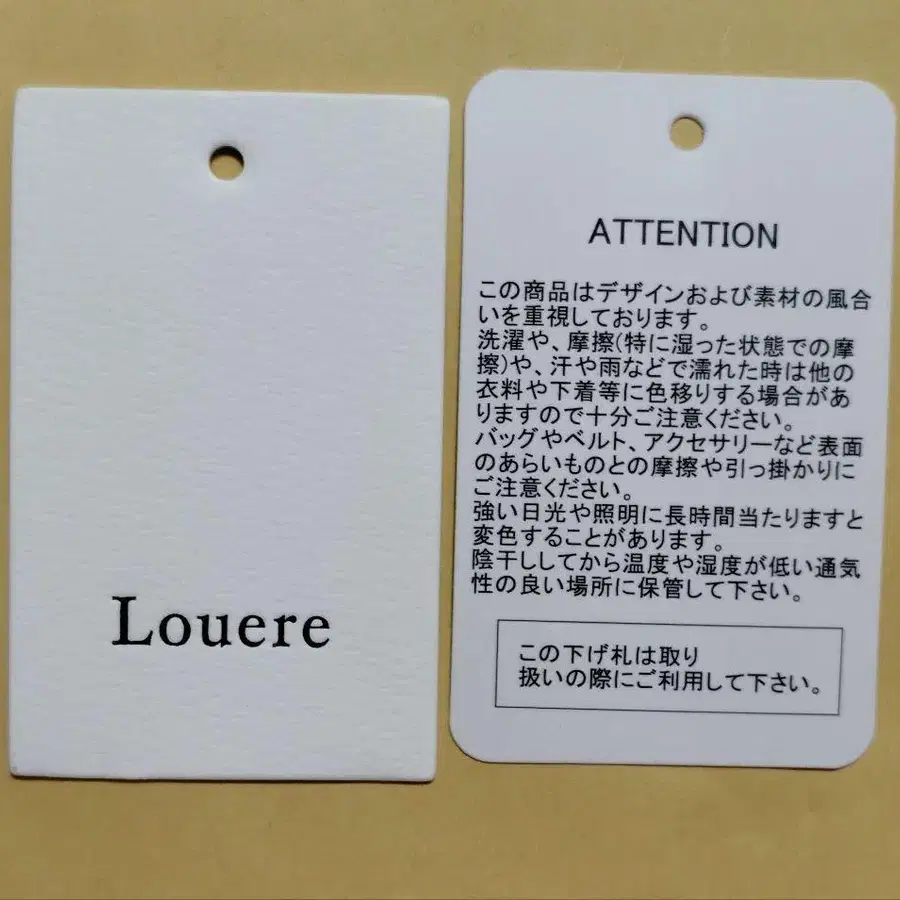 Louere
ATTENTION
この商品はデザインおよび素材の風合
いを重視しております。
洗濯や、摩擦(特に湿った状態での摩
擦)や、汗や雨などで濡れた時は他の
衣料や下着等に色移りする場合があ
りますので十分ご注意ください。
バッグやベルト、アクセサリーなど表面
のあらいものとの摩擦や引っ掛かりに
ご注意ください。
強い日光や照明に長時間当たりますと
変色することがあります。
陰干ししてから温度や湿度が低い通気
性の良い場所に保管して下さい。
この下げ札は取り
扱いの際にご利用して下さい。